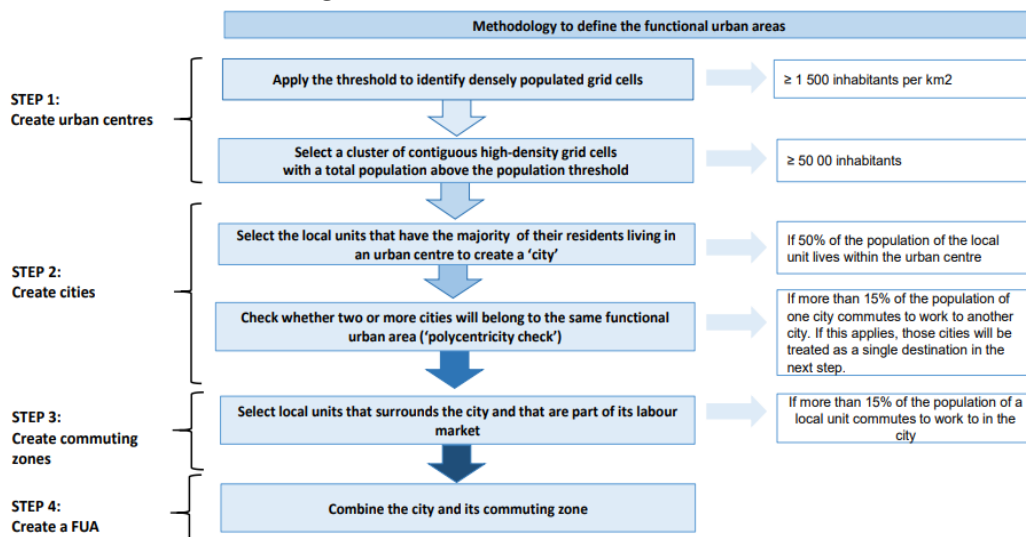 Methodology to define the functional urban areas
STEP 1:
Create urban centres
Apply the threshold to identify densely populated grid cells
≥ 1 500 inhabitants per km2
Select a cluster of contiguous high-density grid cells
with a total population above the population threshold
≥ 50 00 inhabitants
STEP 2:
Create cities
Select the local units that have the majority of their residents living in
an urban centre to create a ‘city’
If 50% of the population of the local
unit lives within the urban centre
Check whether two or more cities will belong to the same functional
urban area (‘polycentricity check’)
If more than 15% of the population of
one city commutes to work to another
city. If this applies, those cities will be
treated as a single destination in the
next step.
STEP 3:
Create commuting
zones
Select local units that surrounds the city and that are part of its labour
market
If more than 15% of the population of a
local unit commutes to work to in the
city
STEP 4:
Create a FUA
Combine the city and its commuting zone